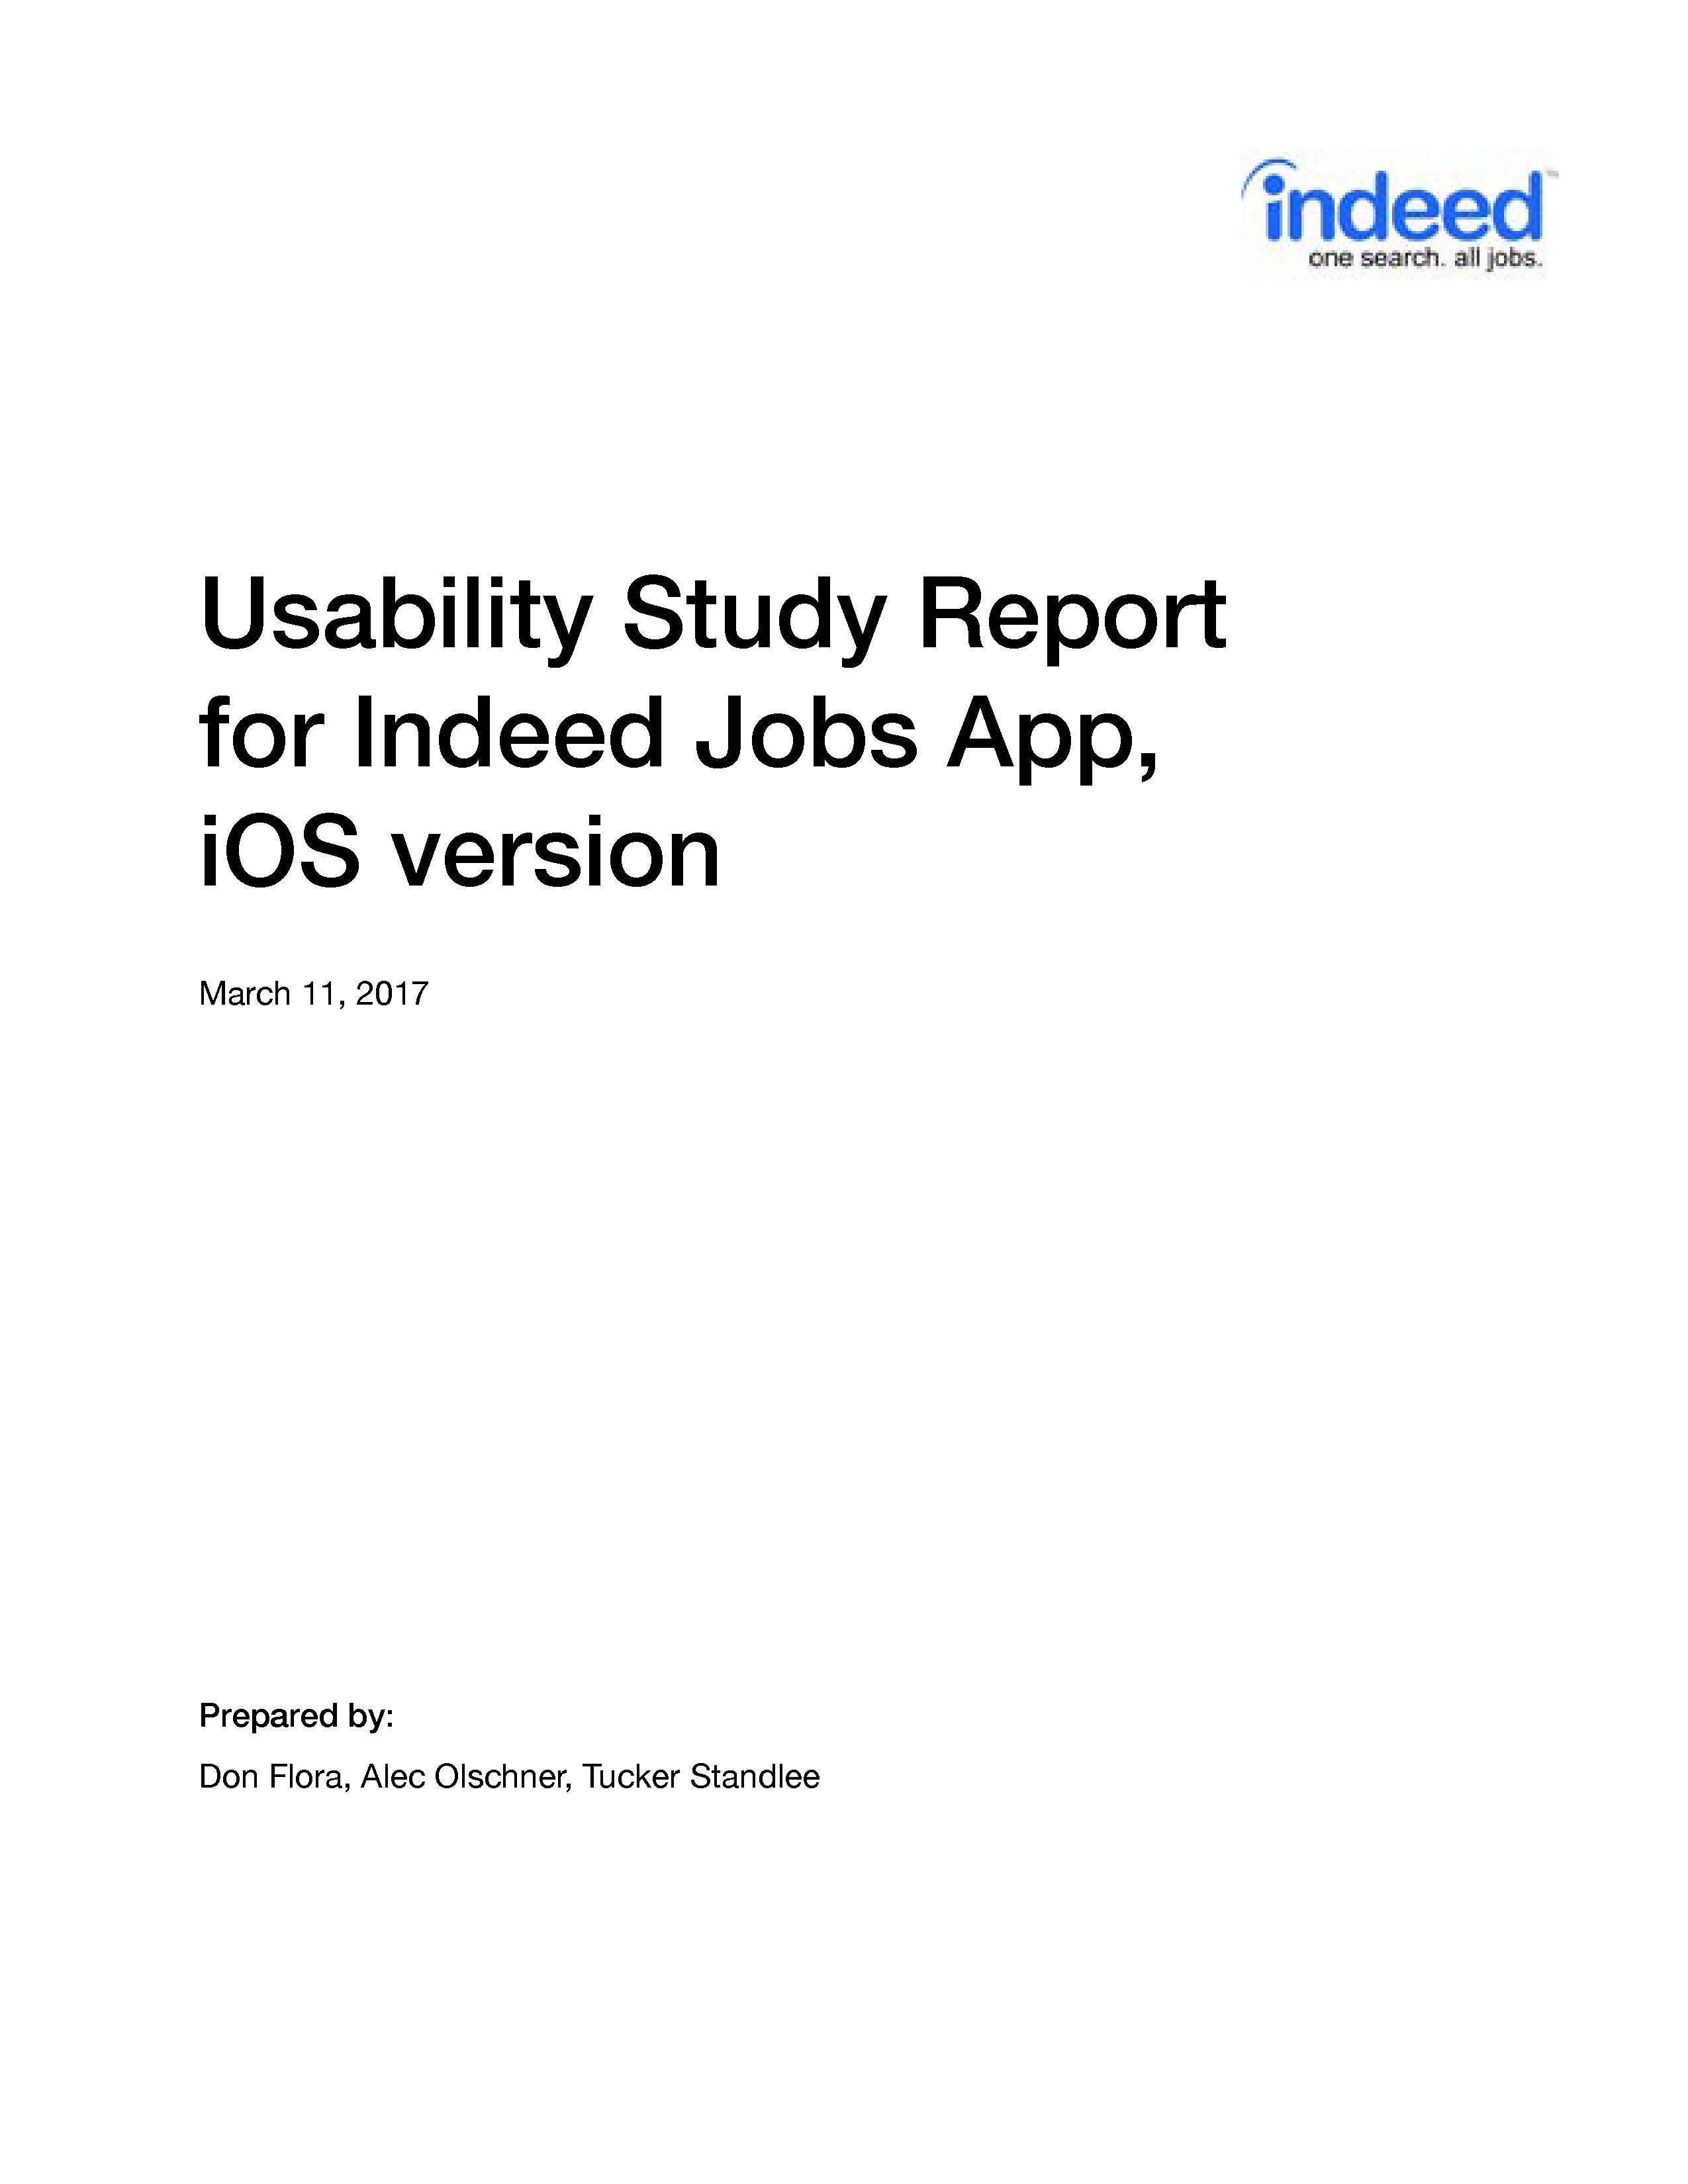 indeed
one search. all jobs.
Usability Study Report
for Indeed Jobs App,
iOS version
March 11, 2017
Prepared by:
Don Flora, Alec Olschner, Tucker Standlee